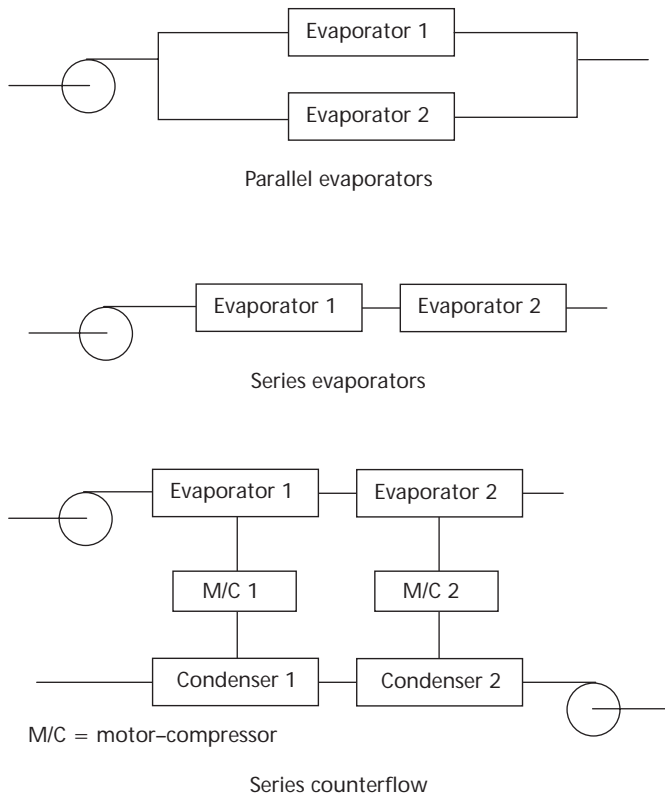 Evaporator 1
Evaporator 2
Parallel evaporators
Evaporator 1 Evaporator 2
Series evaporators
Evaporator 1 Evaporator 2
M/C 1 M/C 2
Condenser 1 Condenser 2
M/C = motor–compressor
Series counterflow